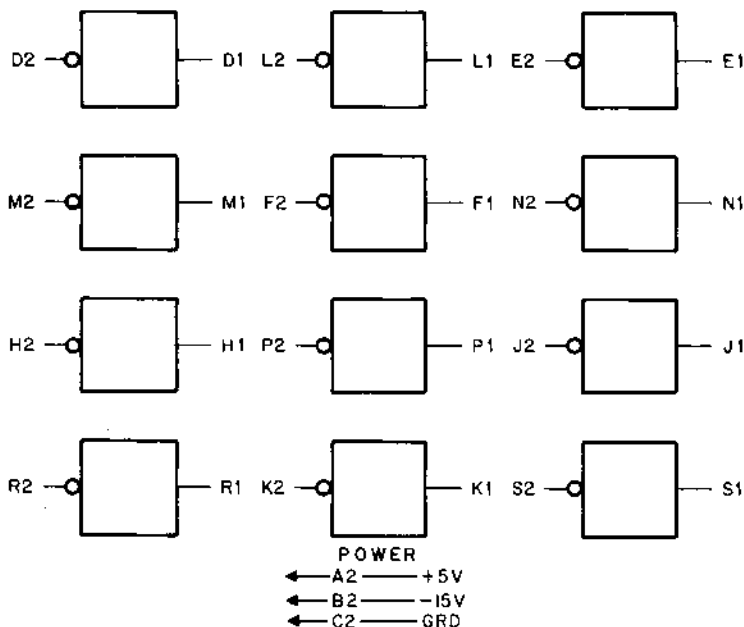 D2 D1 L2 L1 E2 E1
M2 M1 F2 F1 N2 N1
H2 H1 P2 P1 J2 J1
R2 R1 K2 K1 S2 S1
POWER
A2 +5V
B2 -15V
C2 GRD